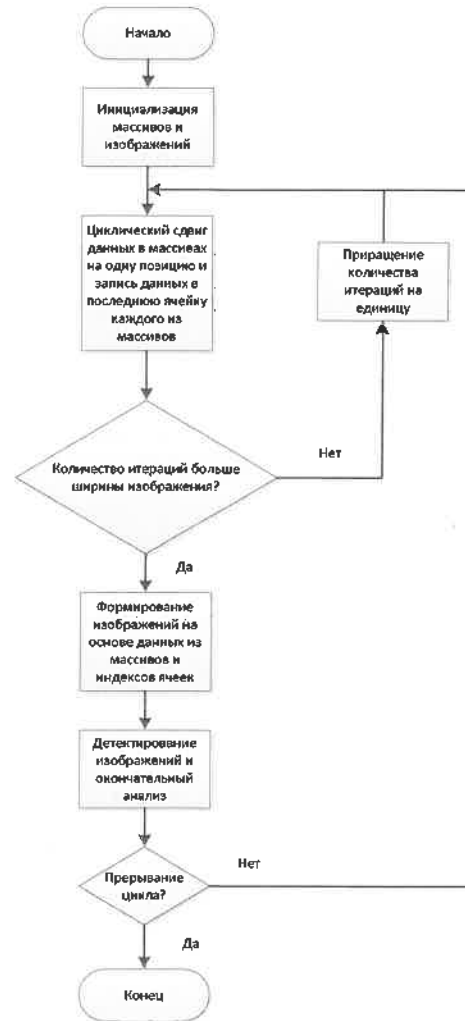 Начало
Инициализация
массивов и
изображений
Циклический сдвиг
данных в массивах
на одну позицию и
запись данных в
последнюю ячейку
каждого из
массивов
Приращение
количества
итераций на
единицу
Количество итераций больше
ширины изображения?
Нет
Да
Формирование
изображений на
основе данных из
массивов и
индексов ячеек
Детектирование
изображений и
окончательный
анализ
Прерывание
цикла?
Нет
Да
Конец